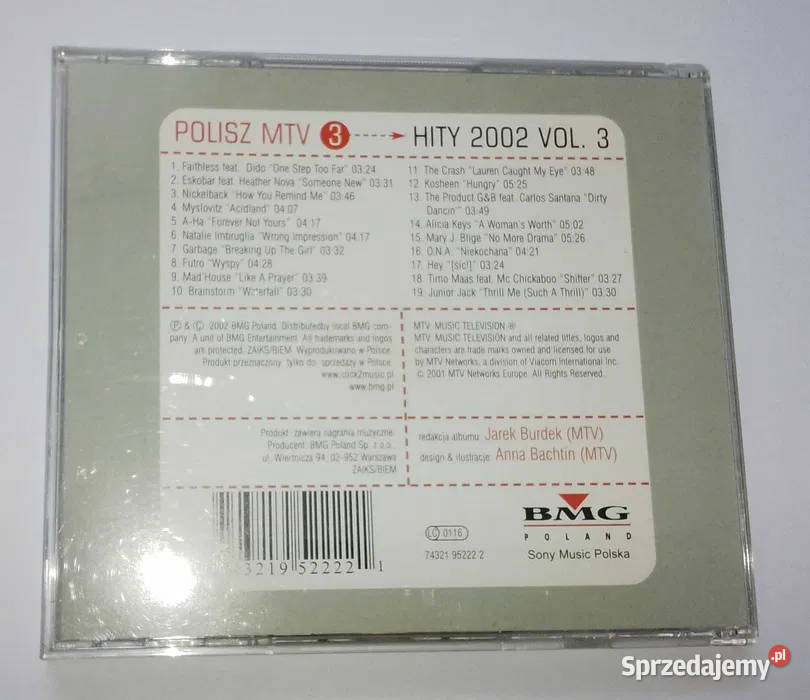 POLISZ MTV 3 HITY 2002 VOL. 3
1. Faithless feat. Dido "One Step Too Far" 03:24
2. Eskobar feat. Heather Nova "Someone New" 03:31
3. Nickelback "How You Remind Me" 03:46
4 Myslovitz "Acidland" 04:07
5 A-Ha "Forever Not Yours" 04:17
6 Natalie Imbruglia "Wrong Impression" 04:17
7 Garbage "Breaking Up The Girl" 03:32
8. Futro "Wyspy" 04:28
9. Mad'House "Like A Prayer" 03:39
10. Brainstorm "Waterfall" 03:30
11 The Crash "Lauren Caught My Eye" 03:48
12. Kosheen "Hungry" 05:25
13. The Product G&B feat. Carlos Santana "Dirty
Dancin'" 03:49
14. Alicia Keys "A Woman's Worth" 05:02
15. Mary J. Blige "No More Drama" 05:26
16. O.N.A. "Niekochana" 04:21
17. Hey "[sic!]" 03:24
18. Timo Maas feat. Mc Chickaboo "Shifter" 03:27
19. Junior Jack "Thrill Me (Such A Thrill)" 03:30
℗ & © 2002 BMG Poland. Distributedby local BMG com-
pany. A unit of BMG Entertainment. All trademarks and logos
are protected. ZAIKS/BIEM. Wyprodukowano w Polsce.
Produkt przeznaczony tylko do sprzedaży w Polsce.
www.click2music.pl
www.bmg.pl
MTV MUSIC TELEVISION ®
MTV MUSIC TELEVISION and all related titles, logos and
characters are trade marks owned and licensed for use
by MTV Networks, a division of Viacom International Inc.
© 2001 MTV Networks Europe. All Rights Reserved.
Produkt zawiera nagrania muzyczne.
Producent: BMG Poland Sp. z o.o.,
ul. Wiertnicza 94, 02-952 Warszawa
ZAIKS/BIEM
redakcja albumu: Jarek Burdek (MTV)
design & ilustracje: Anna Bachtin (MTV)
3219 52222 1
LC 0116
74321 95222 2
BMG
POLAND
Sony Music Polska
Sprzedajemy.pl